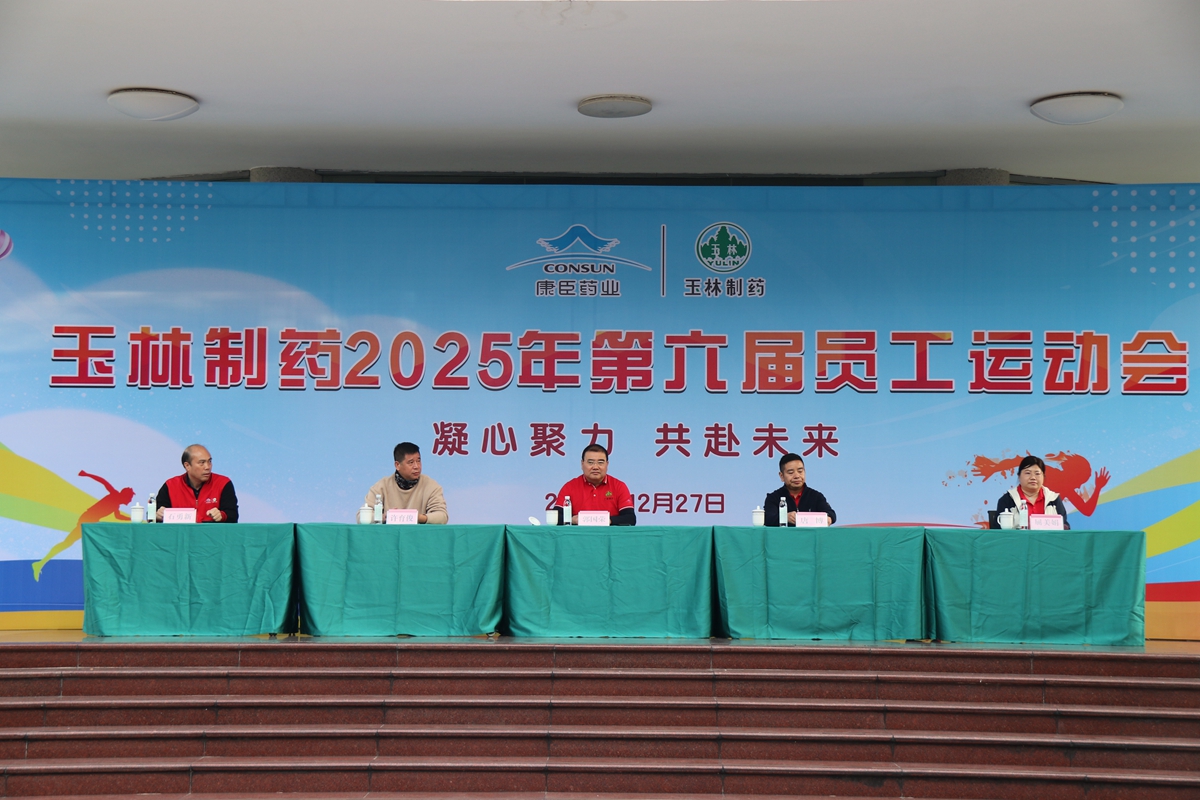 CONSUN
康臣药业
玉林
YULIN
玉林制药
玉林制药2025年第六届员工运动会
凝心聚力 共赴未来
2 12月27日